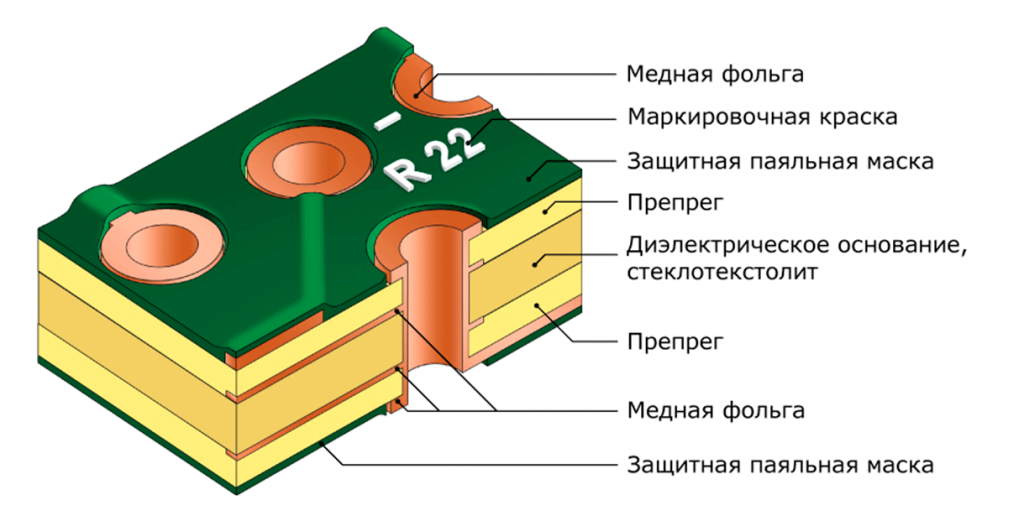 Медная фольга
Маркировочная краска
R 22
Защитная паяльная маска
Препрег
Диэлектрическое основание,
стеклотекстолит
Препрег
Медная фольга
Защитная паяльная маска